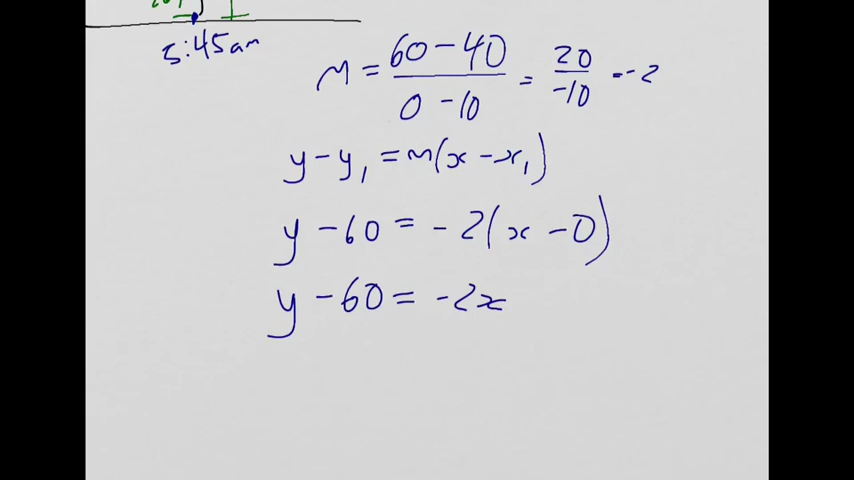 5:45am
m = 60 - 40 / 0 - 10 = 20 / -10 = -2
y - y₁ = m(x - x₁)
y - 60 = -2(x - 0)
y - 60 = -2x